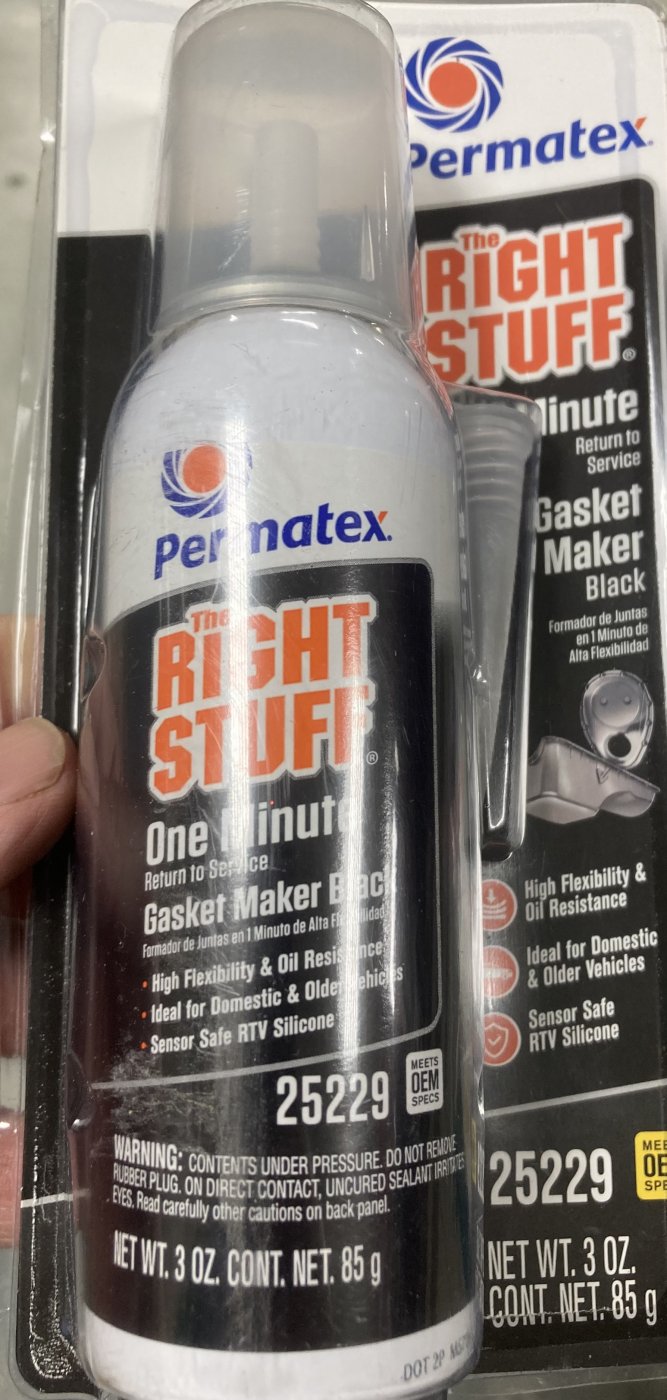 Permatex.
The
RIGHT
STUFF®
Minute
Return to
Service
Gasket
Maker
Black
Formador de Juntas
en 1 Minuto de
Alta Flexibilidad
High Flexibility &
Oil Resistance
Ideal for Domestic
& Older Vehicles
Sensor Safe
RTV Silicone
25229
NET WT. 3 OZ.
CONT. NET. 85 g
Permatex.
The
RIGHT
STUFF®
One Minute
Return to Service
Gasket Maker Black
Formador de Juntas en 1 Minuto de Alta Flexibilidad
• High Flexibility & Oil Resistance
• Ideal for Domestic & Older Vehicles
• Sensor Safe RTV Silicone
25229
MEETS
OEM
SPECS
WARNING: CONTENTS UNDER PRESSURE. DO NOT REMOVE
RUBBER PLUG. ON DIRECT CONTACT, UNCURED SEALANT IRRITATES
EYES. Read carefully other cautions on back panel.
NET WT. 3 OZ. CONT. NET. 85 g
DOT 2P